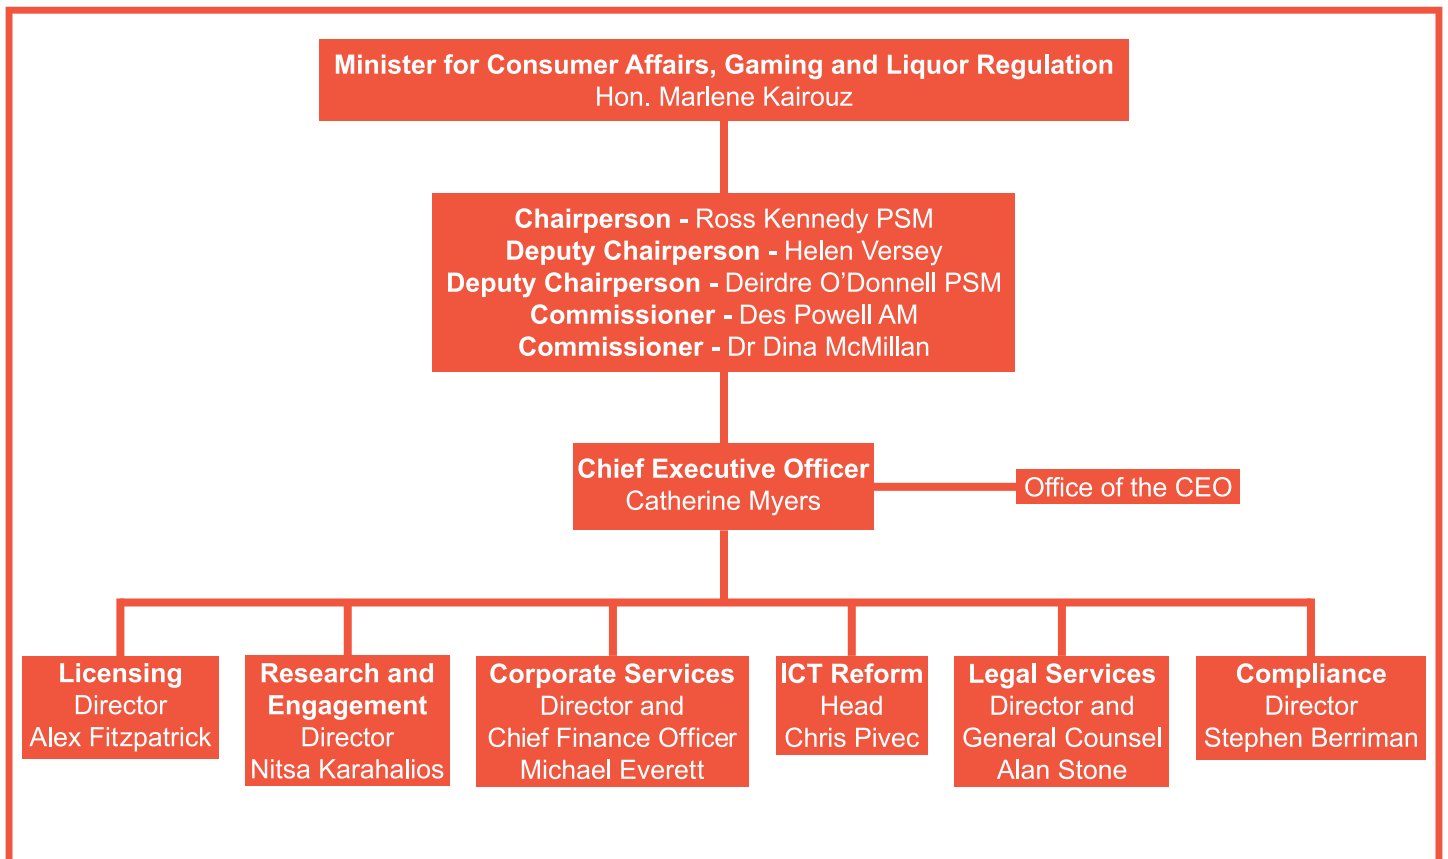 Minister for Consumer Affairs, Gaming and Liquor Regulation
Hon. Marlene Kairouz
Chairperson - Ross Kennedy PSM
Deputy Chairperson - Helen Versey
Deputy Chairperson - Deirdre O’Donnell PSM
Commissioner - Des Powell AM
Commissioner - Dr Dina McMillan
Chief Executive Officer
Catherine Myers
Office of the CEO
Licensing
Director
Alex Fitzpatrick
Research and
Engagement
Director
Nitsa Karahalios
Corporate Services
Director and
Chief Finance Officer
Michael Everett
ICT Reform
Head
Chris Pivec
Legal Services
Director and
General Counsel
Alan Stone
Compliance
Director
Stephen Berriman